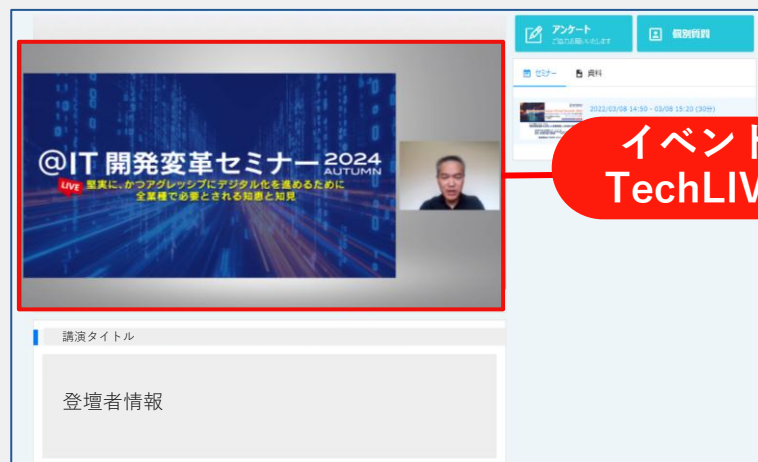 アンケート
ご協力お願いいたします
個別質問
セミナー
資料
2022/03/08 14:50 - 03/08 15:20 (30分)
イベント
TechLIV
@IT 開発変革セミナー 2024 AUTUMN
LIVE 堅実に、かつアグレッシブにデジタル化を進めるために
全業種で必要とされる知恵と知見
講演タイトル
登壇者情報